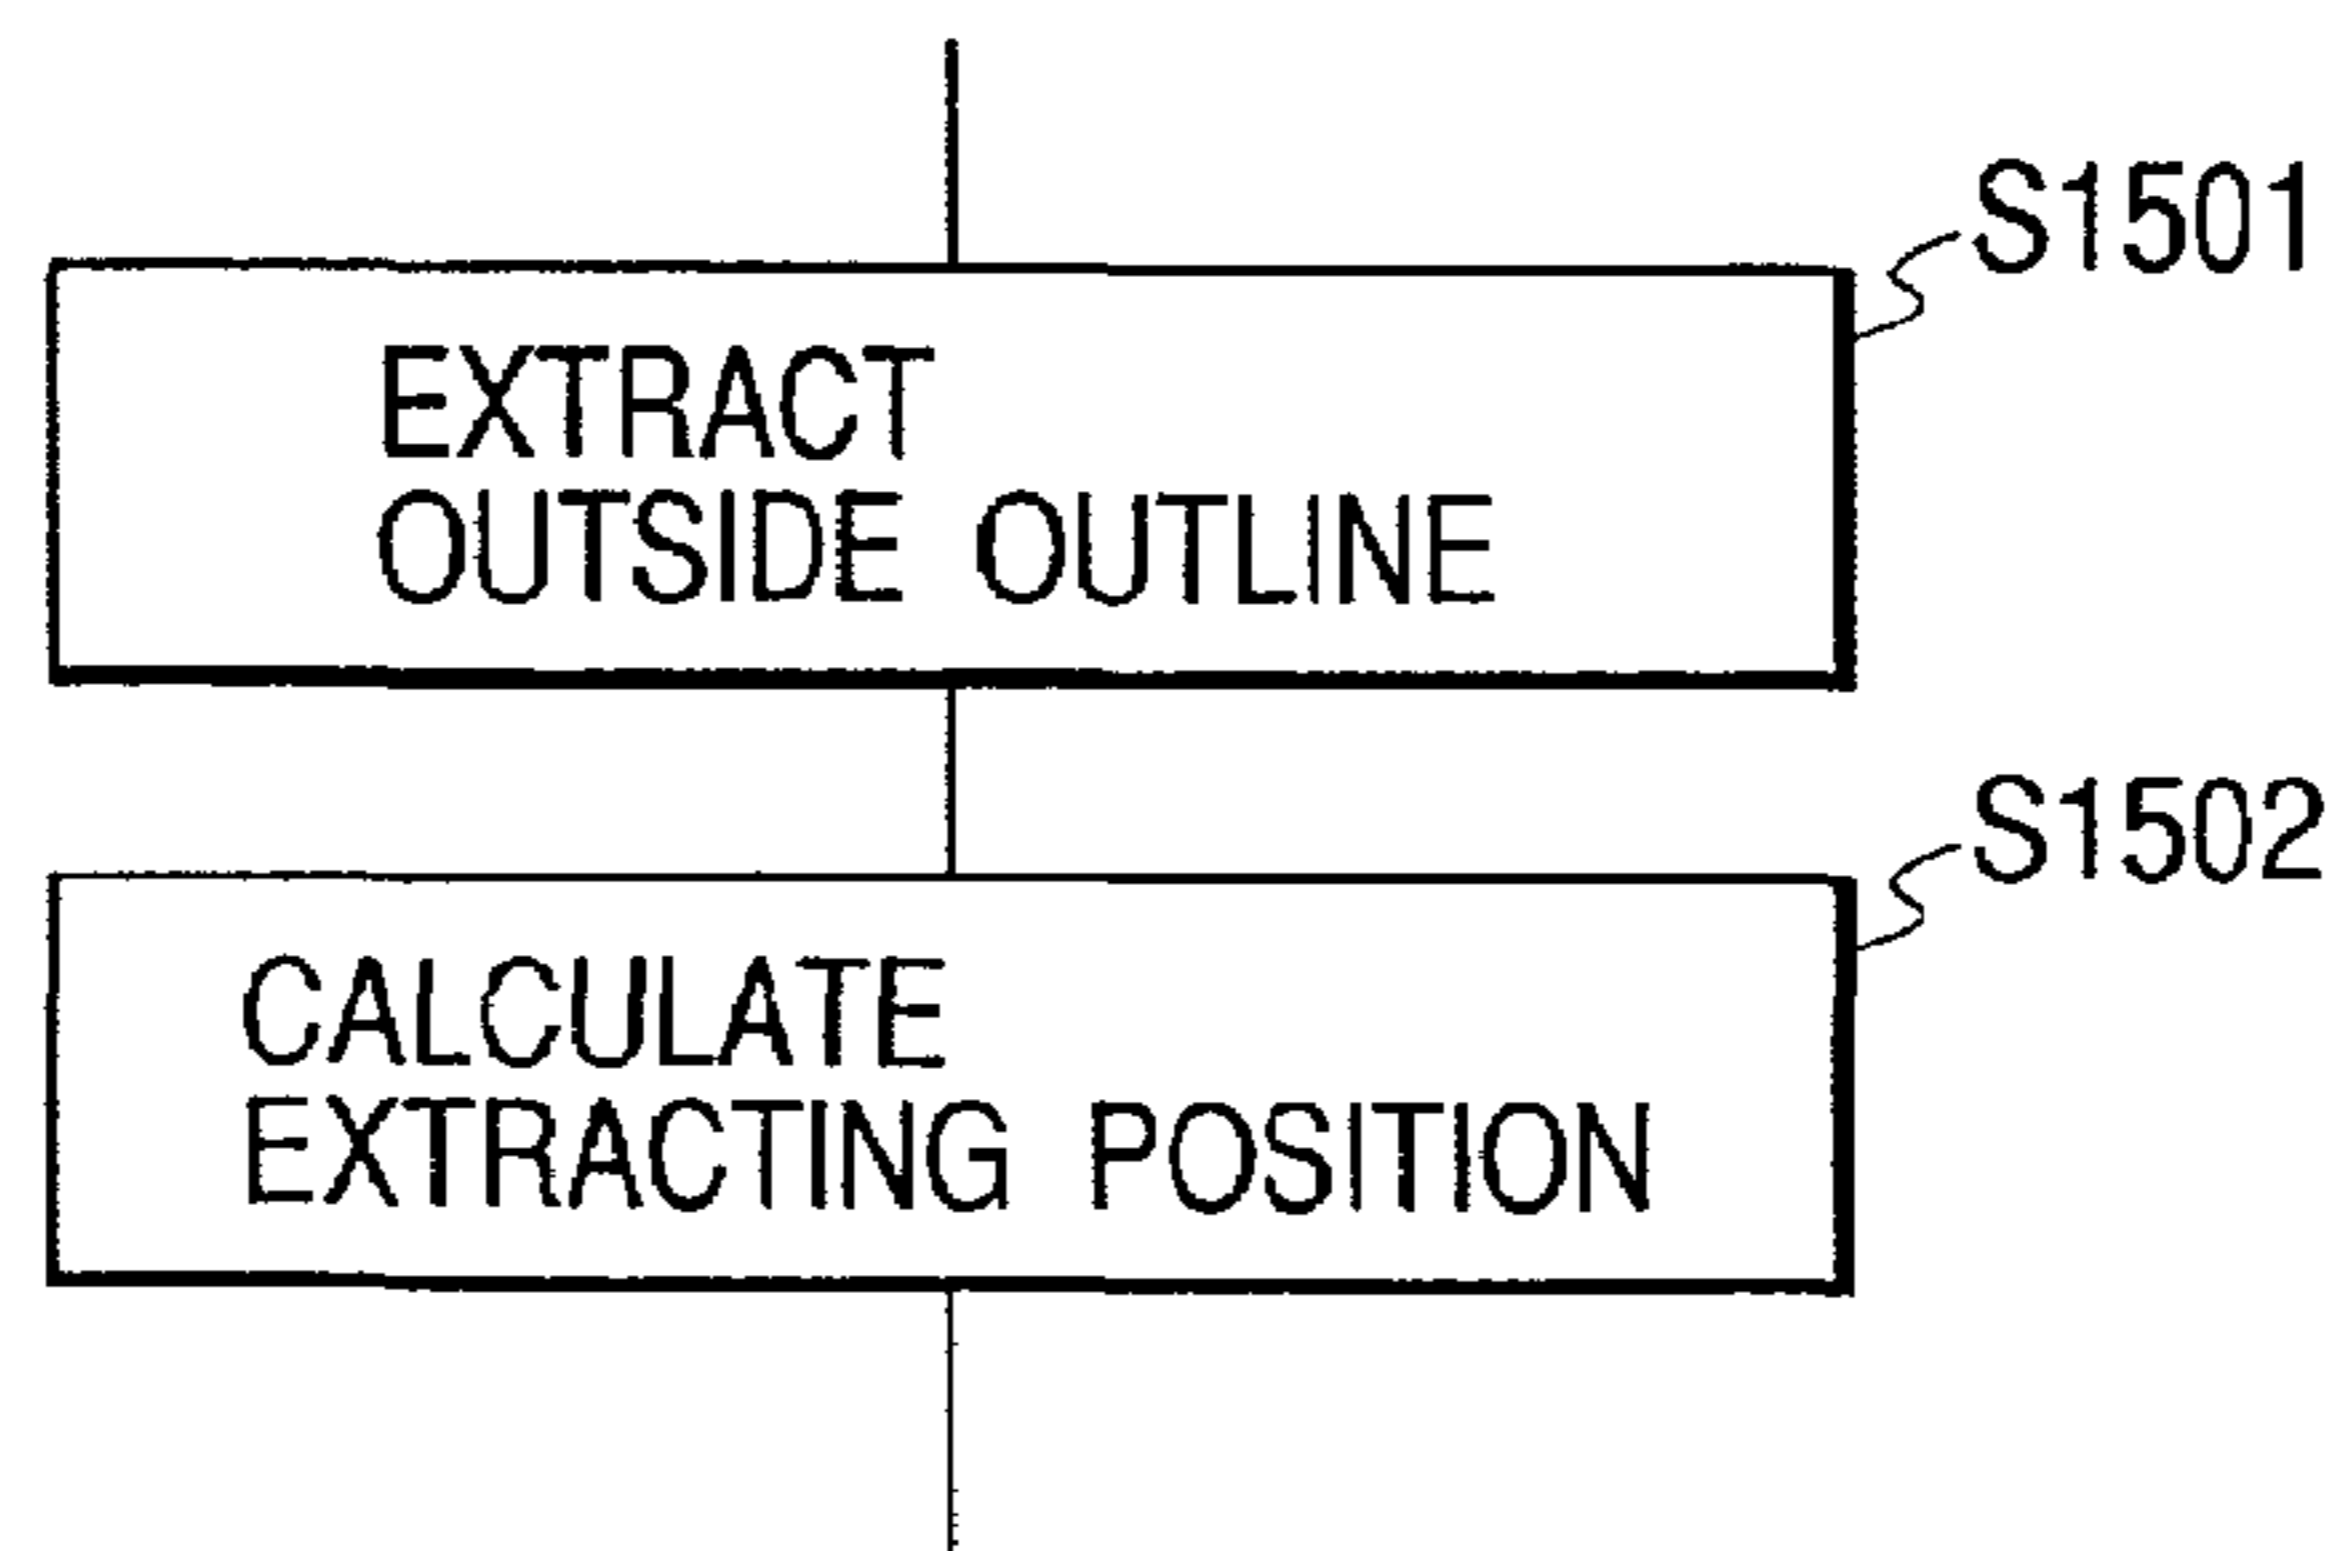 S1501
EXTRACT
OUTSIDE OUTLINE
S1502
CALCULATE
EXTRACTING POSITION